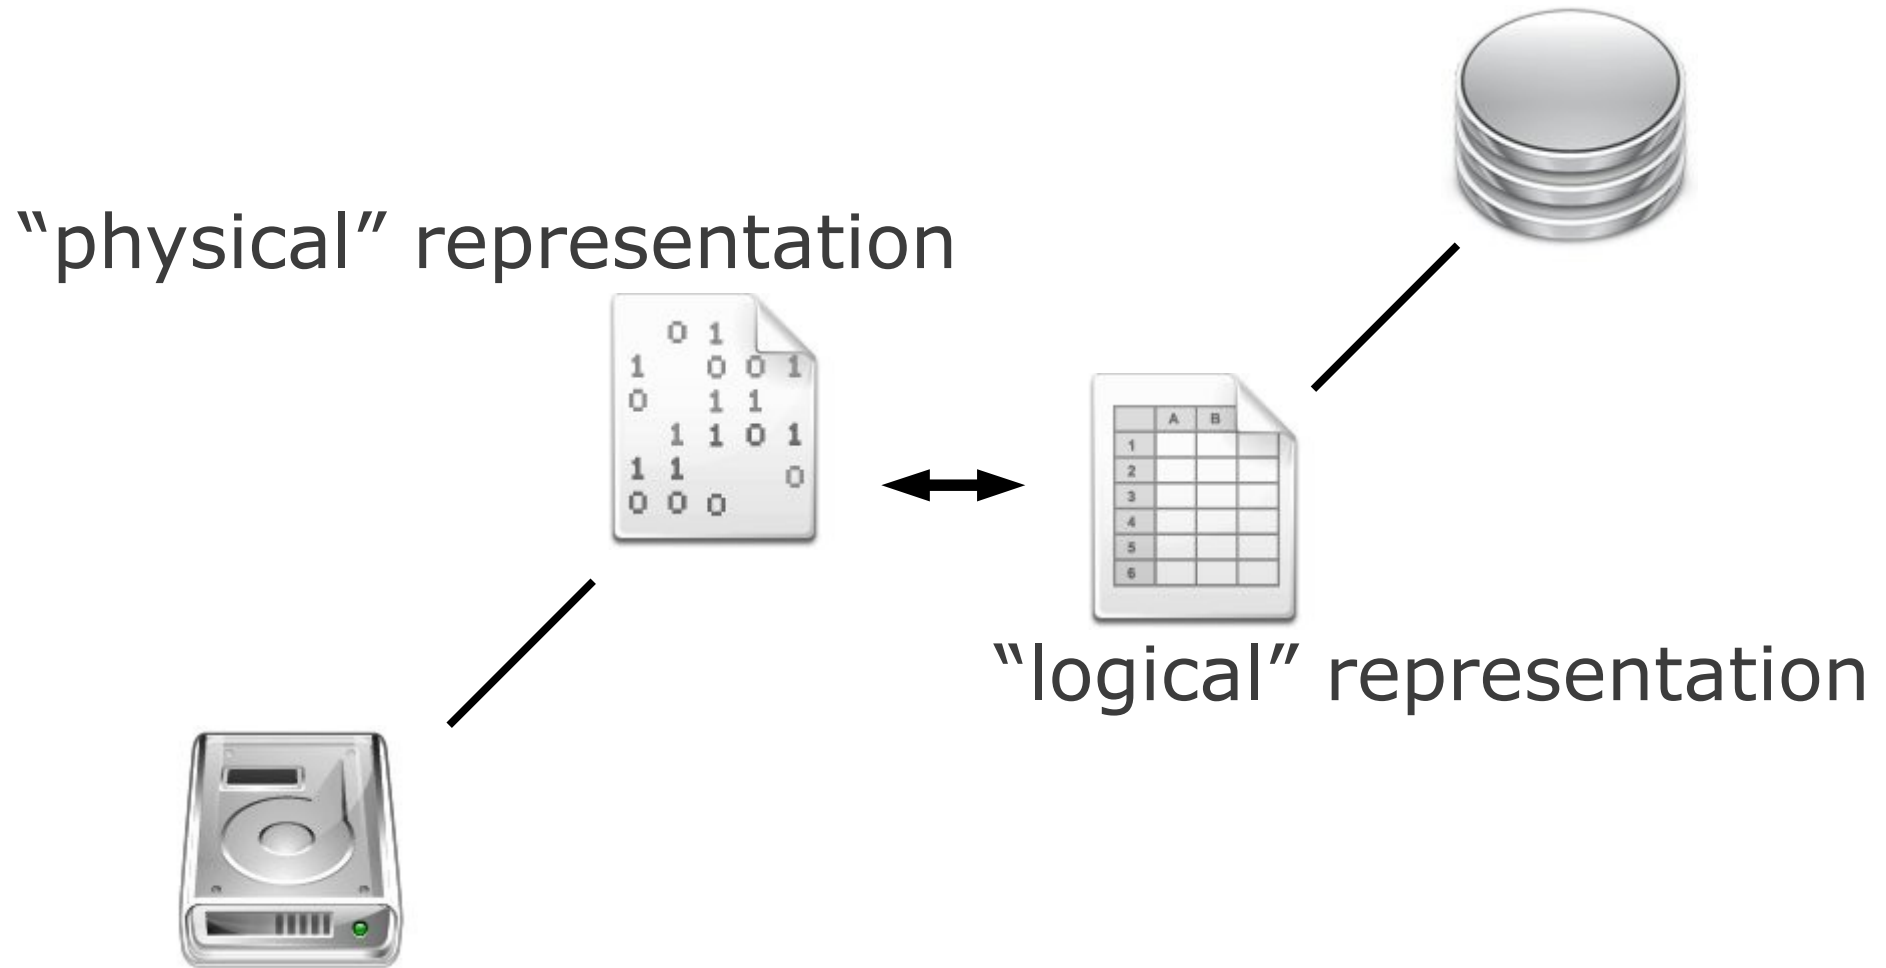 “physical” representation
0 1
1 0 0 1
0 1 1
1 1 0 1
1 1 0
0 0 0
A B
1
2
3
4
5
6
“logical” representation